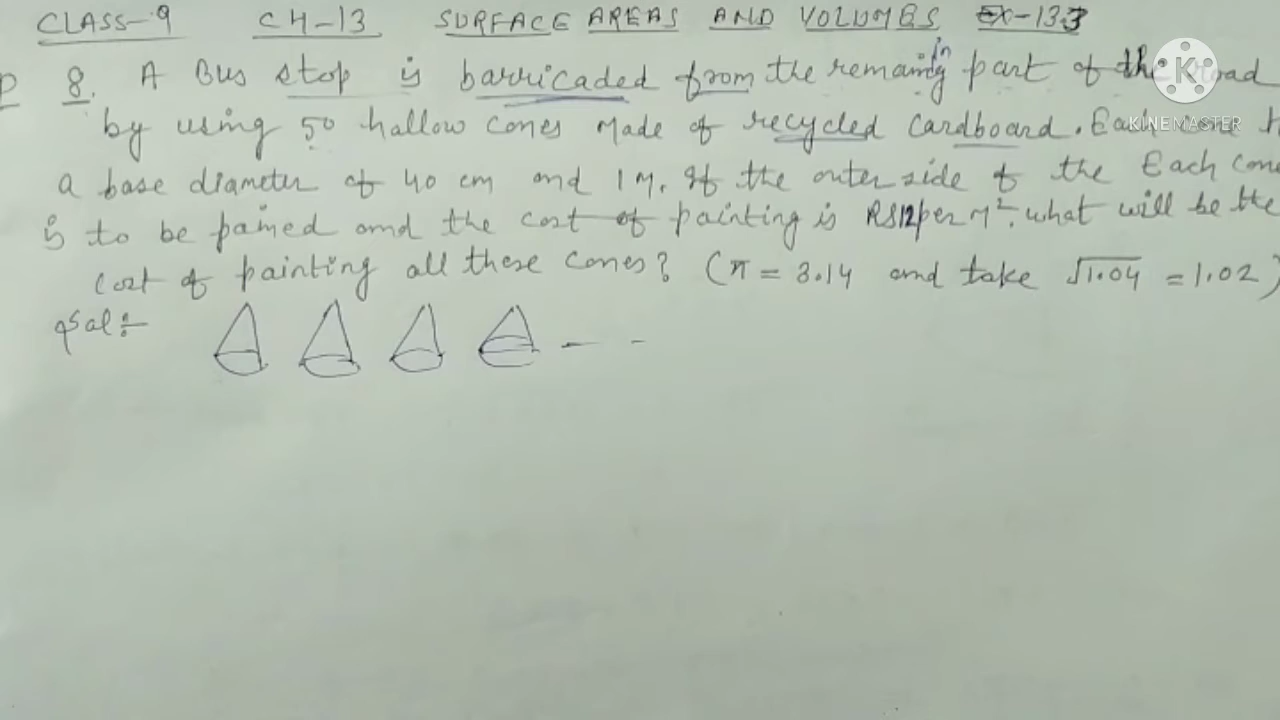 CLASS-9 CH-13 SURFACE AREAS AND VOLUMES EX-13.3
8. A Bus stop is barricaded from the remaining part of the road
by using 50 hallow cones made of recycled cardboard. Each
a base diameter of 40 cm and 1 M. If the outer side of the Each cone
is to be pained and the cost of painting is RS12 per M². what will be the
cost of painting all these cones? (π = 3.14 and take √1.04 = 1.02)
Sol:-
K
KINEMASTER